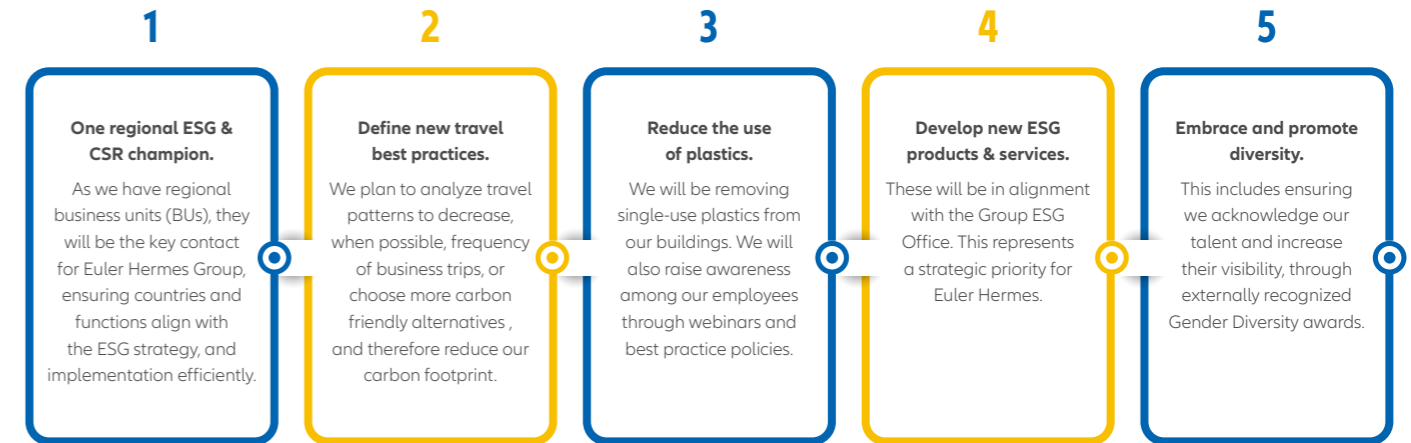 1
One regional ESG &
CSR champion.
As we have regional
business units (BUs), they
will be the key contact
for Euler Hermes Group,
ensuring countries and
functions align with
the ESG strategy, and
implementation efficiently.
2
Define new travel
best practices.
We plan to analyze travel
patterns to decrease,
when possible, frequency
of business trips, or
choose more carbon
friendly alternatives ,
and therefore reduce our
carbon footprint.
3
Reduce the use
of plastics.
We will be removing
single-use plastics from
our buildings. We will
also raise awareness
among our employees
through webinars and
best practice policies.
4
Develop new ESG
products & services.
These will be in alignment
with the Group ESG
Office. This represents
a strategic priority for
Euler Hermes.
5
Embrace and promote
diversity.
This includes ensuring
we acknowledge our
talent and increase
their visibility, through
externally recognized
Gender Diversity awards.